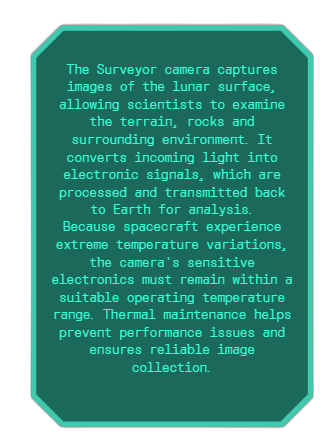 The Surveyor camera captures
images of the lunar surface,
allowing scientists to examine
the terrain, rocks and
surrounding environment. It
converts incoming light into
electronic signals, which are
processed and transmitted back
to Earth for analysis.
Because spacecraft experience
extreme temperature variations,
the camera's sensitive
electronics must remain within a
suitable operating temperature
range. Thermal maintenance helps
prevent performance issues and
ensures reliable image
collection.